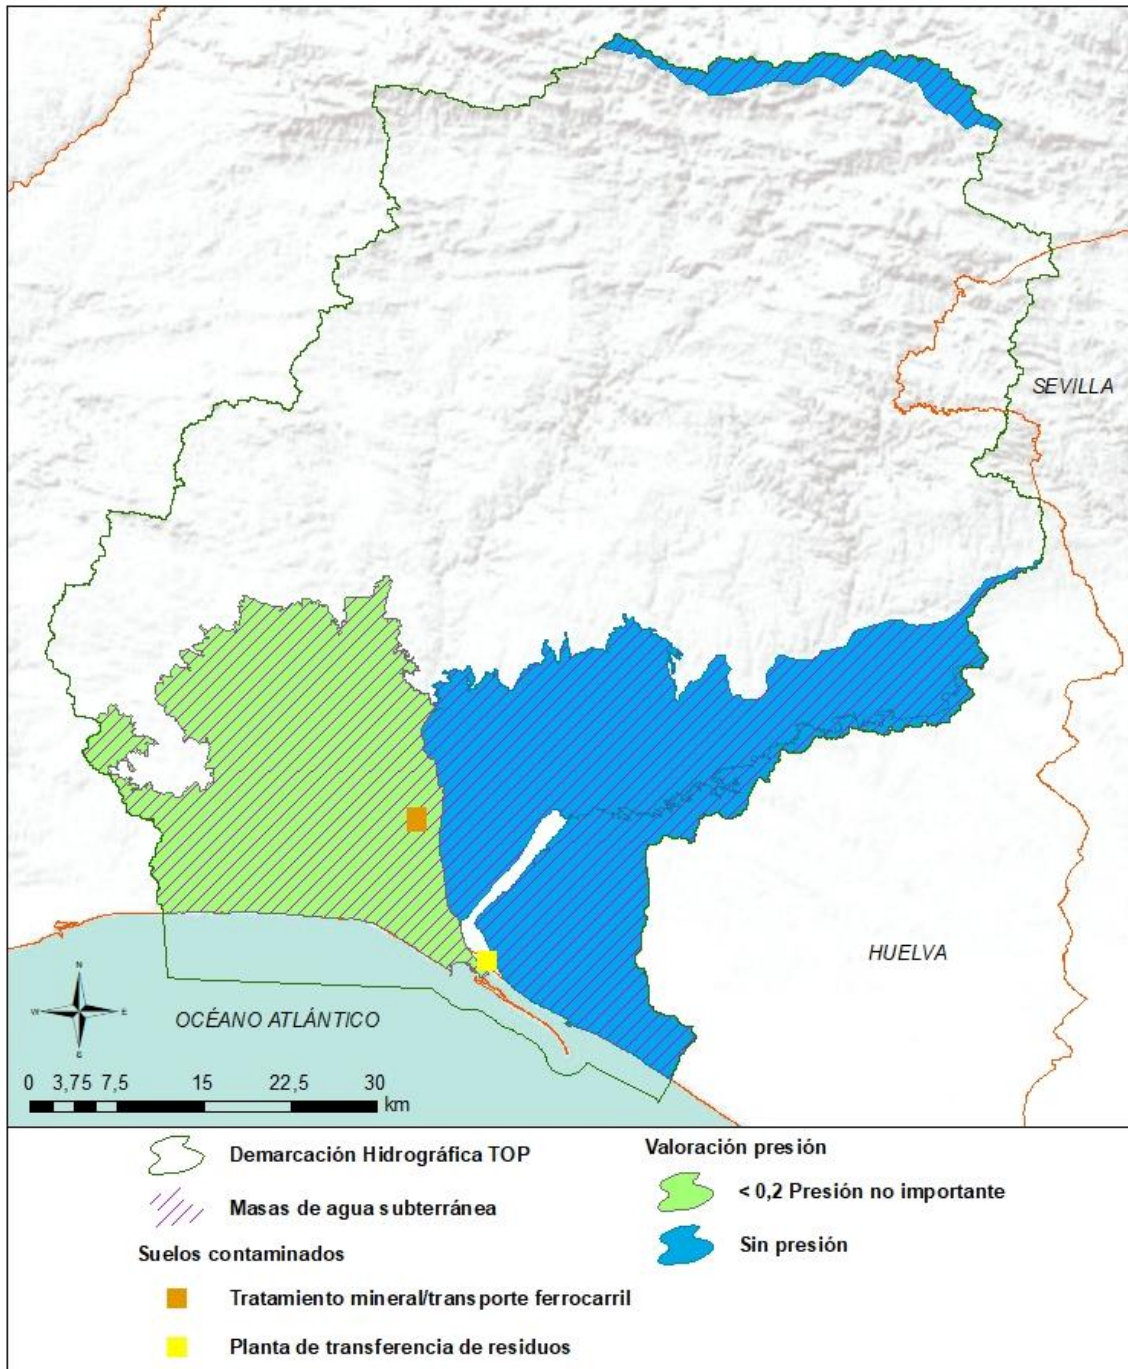 SEVILLA
HUELVA
N
W E
S
OCÉANO ATLÁNTICO
0 3,75 7,5 15 22,5 30
km
Demarcación Hidrográfica TOP
Masas de agua subterránea
Suelos contaminados
Tratamiento mineral/transporte ferrocarril
Planta de transferencia de residuos
Valoración presión
< 0,2 Presión no importante
Sin presión